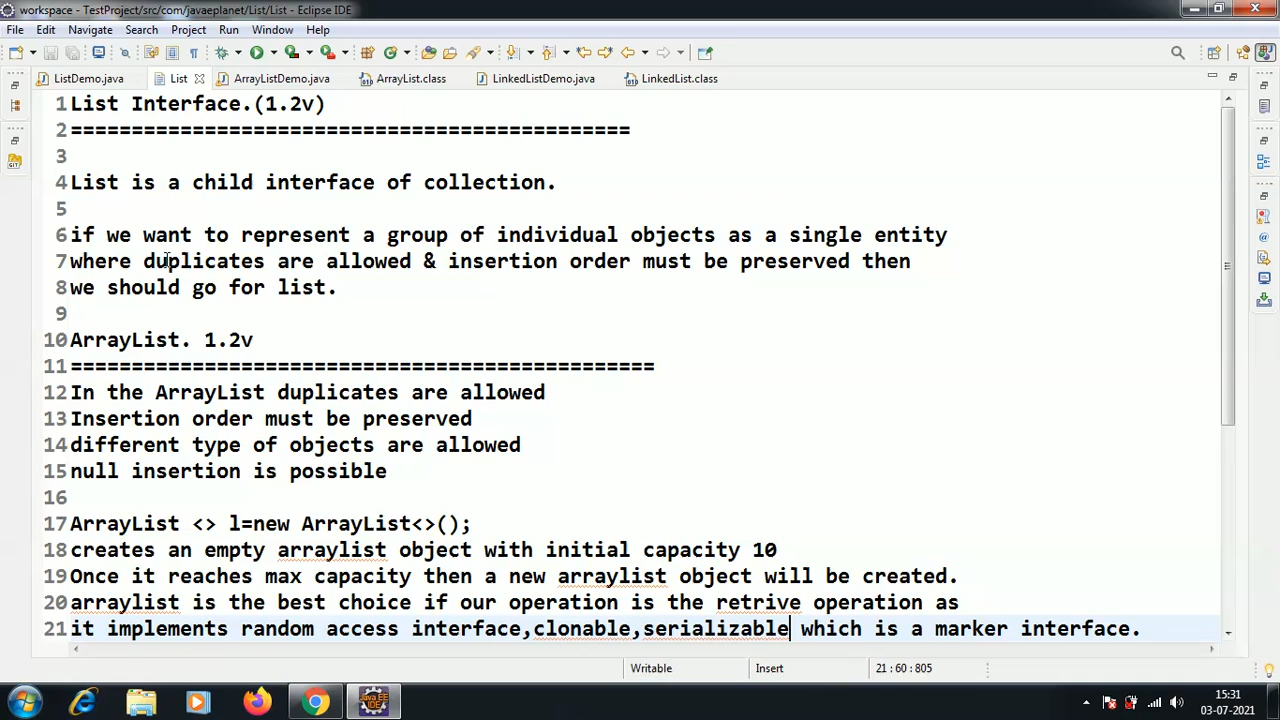 workspace - TestProject/src/com/javaeplanet/List/List - Eclipse IDE
File Edit Navigate Search Project Run Window Help
ListDemo.java List ArrayListDemo.java ArrayList.class LinkedListDemo.java LinkedList.class
1 List Interface.(1.2v)
2 ==============================================
3
4 List is a child interface of collection.
5
6 if we want to represent a group of individual objects as a single entity
7 where duplicates are allowed & insertion order must be preserved then
8 we should go for list.
9
10 ArrayList. 1.2v
11 ================================================
12 In the ArrayList duplicates are allowed
13 Insertion order must be preserved
14 different type of objects are allowed
15 null insertion is possible
16
17 ArrayList <> l=new ArrayList<>();
18 creates an empty arraylist object with initial capacity 10
19 Once it reaches max capacity then a new arraylist object will be created.
20 arraylist is the best choice if our operation is the retrive operation as
21 it implements random access interface,clonable,serializable which is a marker interface.
Writable Insert 21 : 60 : 805
15:31
03-07-2021